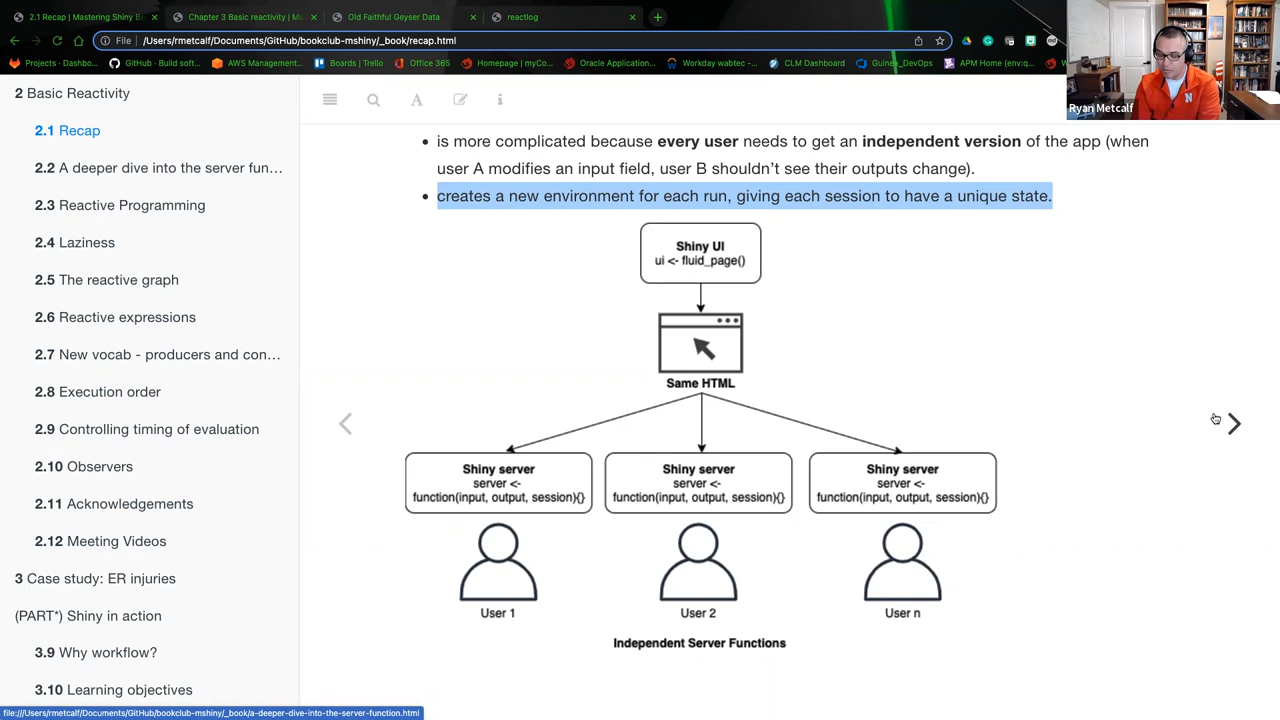 2.1 Recap | Mastering Shiny B
Chapter 3 Basic reactivity | M
Old Faithful Geyser Data
reactlog
File
/Users/rmetcalf/Documents/GitHub/bookclub-mshiny/_book/recap.html
Projects · Dashbo...
GitHub · Build soft...
AWS Management...
Boards | Trello
Office 365
Homepage | myCo...
Oracle Application...
Workday wabtec -...
CLM Dashboard
Guinea_DevOps
APM Home (env:q...
Ryan Metcalf
2 Basic Reactivity
2.1 Recap
2.2 A deeper dive into the server fun...
2.3 Reactive Programming
2.4 Laziness
2.5 The reactive graph
2.6 Reactive expressions
2.7 New vocab - producers and con...
2.8 Execution order
2.9 Controlling timing of evaluation
2.10 Observers
2.11 Acknowledgements
2.12 Meeting Videos
3 Case study: ER injuries
(PART*) Shiny in action
3.9 Why workflow?
3.10 Learning objectives
file:///Users/rmetcalf/Documents/GitHub/bookclub-mshiny/_book/a-deeper-dive-into-the-server-function.html
• is more complicated because every user needs to get an independent version of the app (when
user A modifies an input field, user B shouldn't see their outputs change).
• creates a new environment for each run, giving each session to have a unique state.
Shiny UI
ui <- fluid_page()
Same HTML
Shiny server
server <-
function(input, output, session){}
Shiny server
server <-
function(input, output, session){}
Shiny server
server <-
function(input, output, session){}
User 1
User 2
User n
Independent Server Functions